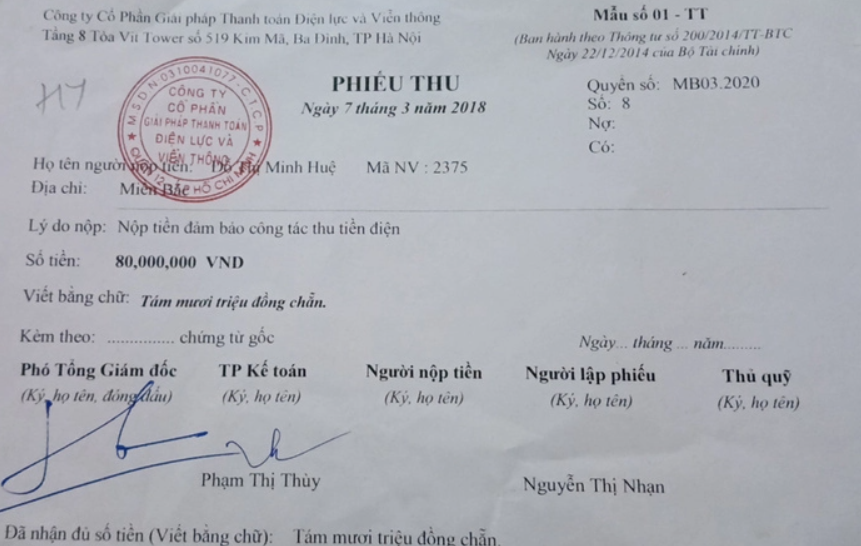 Công ty Cổ Phần Giải pháp Thanh toán Điện lực và Viễn thông
Tầng 8 Tòa Vit Tower số 519 Kim Mã, Ba Đình, TP Hà Nội
Mẫu số 01 - TT
(Ban hành theo Thông tư số 200/2014/TT-BTC
Ngày 22/12/2014 của Bộ Tài chính)
PHIẾU THU
Ngày 7 tháng 3 năm 2018
Quyển số: MB03.2020
Số: 8
Nợ:
Có:
M.S.D.N:0310041077-C.T.C.P
CÔNG TY
CỔ PHẦN
GIẢI PHÁP THANH TOÁN
ĐIỆN LỰC VÀ
VIỄN THÔNG
QUẬN 12 - TP HỒ CHÍ MINH
Họ tên người nộp tiền: Minh Huệ Mã NV : 2375
Địa chỉ: Miền Bắc
Lý do nộp: Nộp tiền đảm bảo công tác thu tiền điện
Số tiền: 80,000,000 VND
Viết bằng chữ: Tám mươi triệu đồng chẵn.
Kèm theo: ............... chứng từ gốc
Ngày... tháng ... năm.........
Phó Tổng Giám đốc TP Kế toán Người nộp tiền Người lập phiếu Thủ quỹ
(Ký, họ tên, đóng dấu) (Ký, họ tên) (Ký, họ tên) (Ký, họ tên) (Ký, họ tên)
Phạm Thị Thùy Nguyễn Thị Nhạn
Đã nhận đủ số tiền (Viết bằng chữ): Tám mươi triệu đồng chẵn.